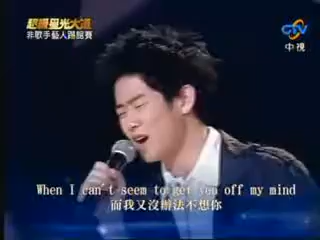 超級星光大道
非歌手藝人踢館賽
CTV
中視
When I can't seem to get you off my mind
而我又沒辦法不想你